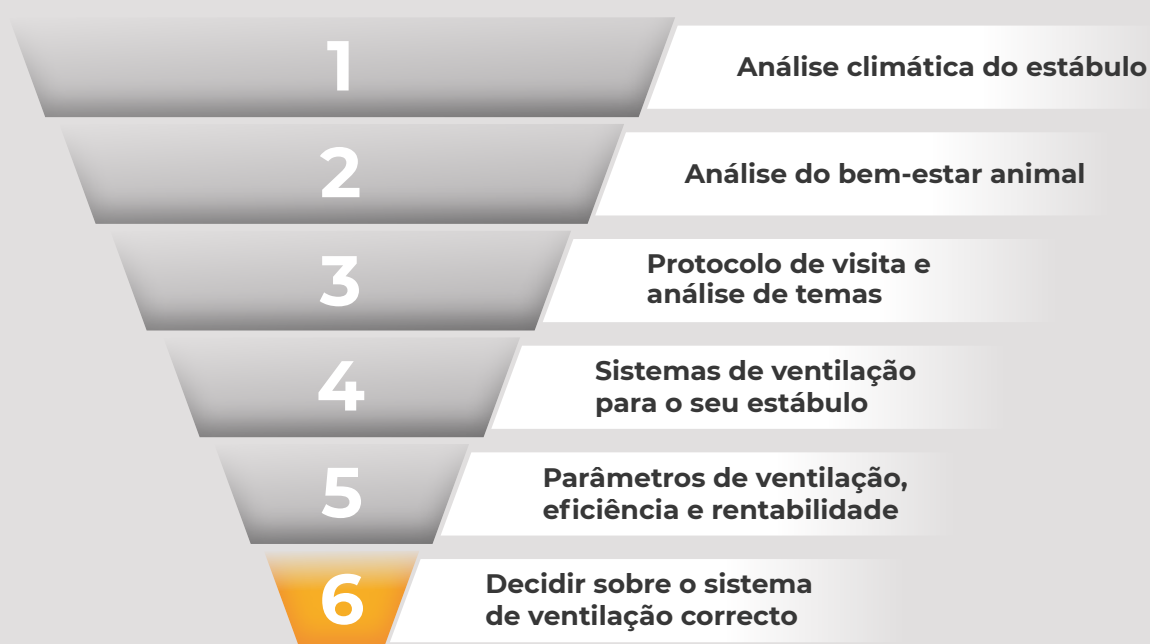 1
Análise climática do estábulo
2
Análise do bem-estar animal
3
Protocolo de visita e
análise de temas
4
Sistemas de ventilação
para o seu estábulo
5
Parâmetros de ventilação,
eficiência e rentabilidade
6
Decidir sobre o sistema
de ventilação correcto